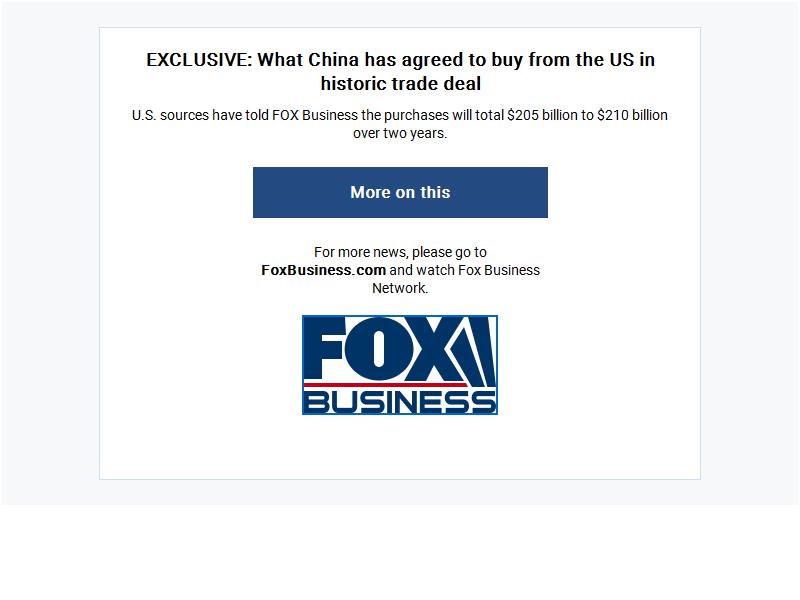 EXCLUSIVE: What China has agreed to buy from the US in
historic trade deal
U.S. sources have told FOX Business the purchases will total $205 billion to $210 billion
over two years.
More on this
For more news, please go to
FoxBusiness.com and watch Fox Business
Network.
FOX
BUSINESS